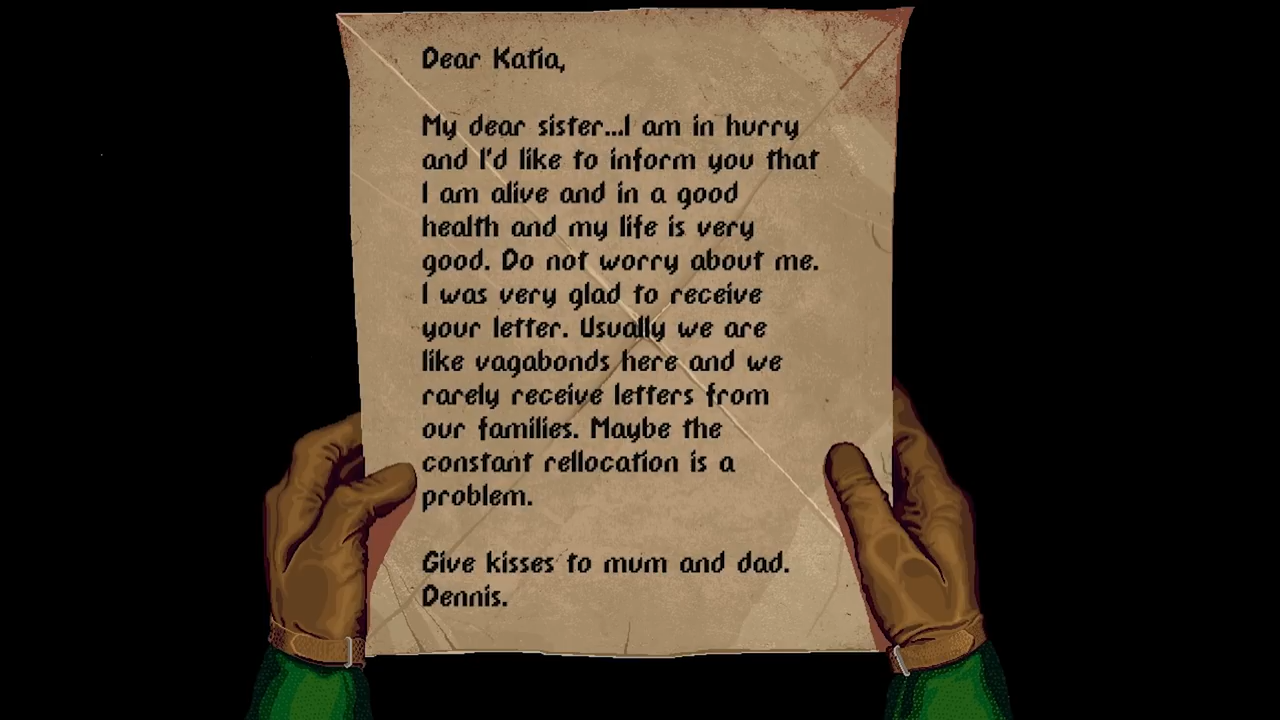 Dear Katia,
My dear sister...I am in hurry
and I'd like to inform you that
I am alive and in a good
health and my life is very
good. Do not worry about me.
I was very glad to receive
your letter. Usually we are
like vagabonds here and we
rarely receive letters from
our families. Maybe the
constant rellocation is a
problem.
Give kisses to mum and dad.
Dennis.